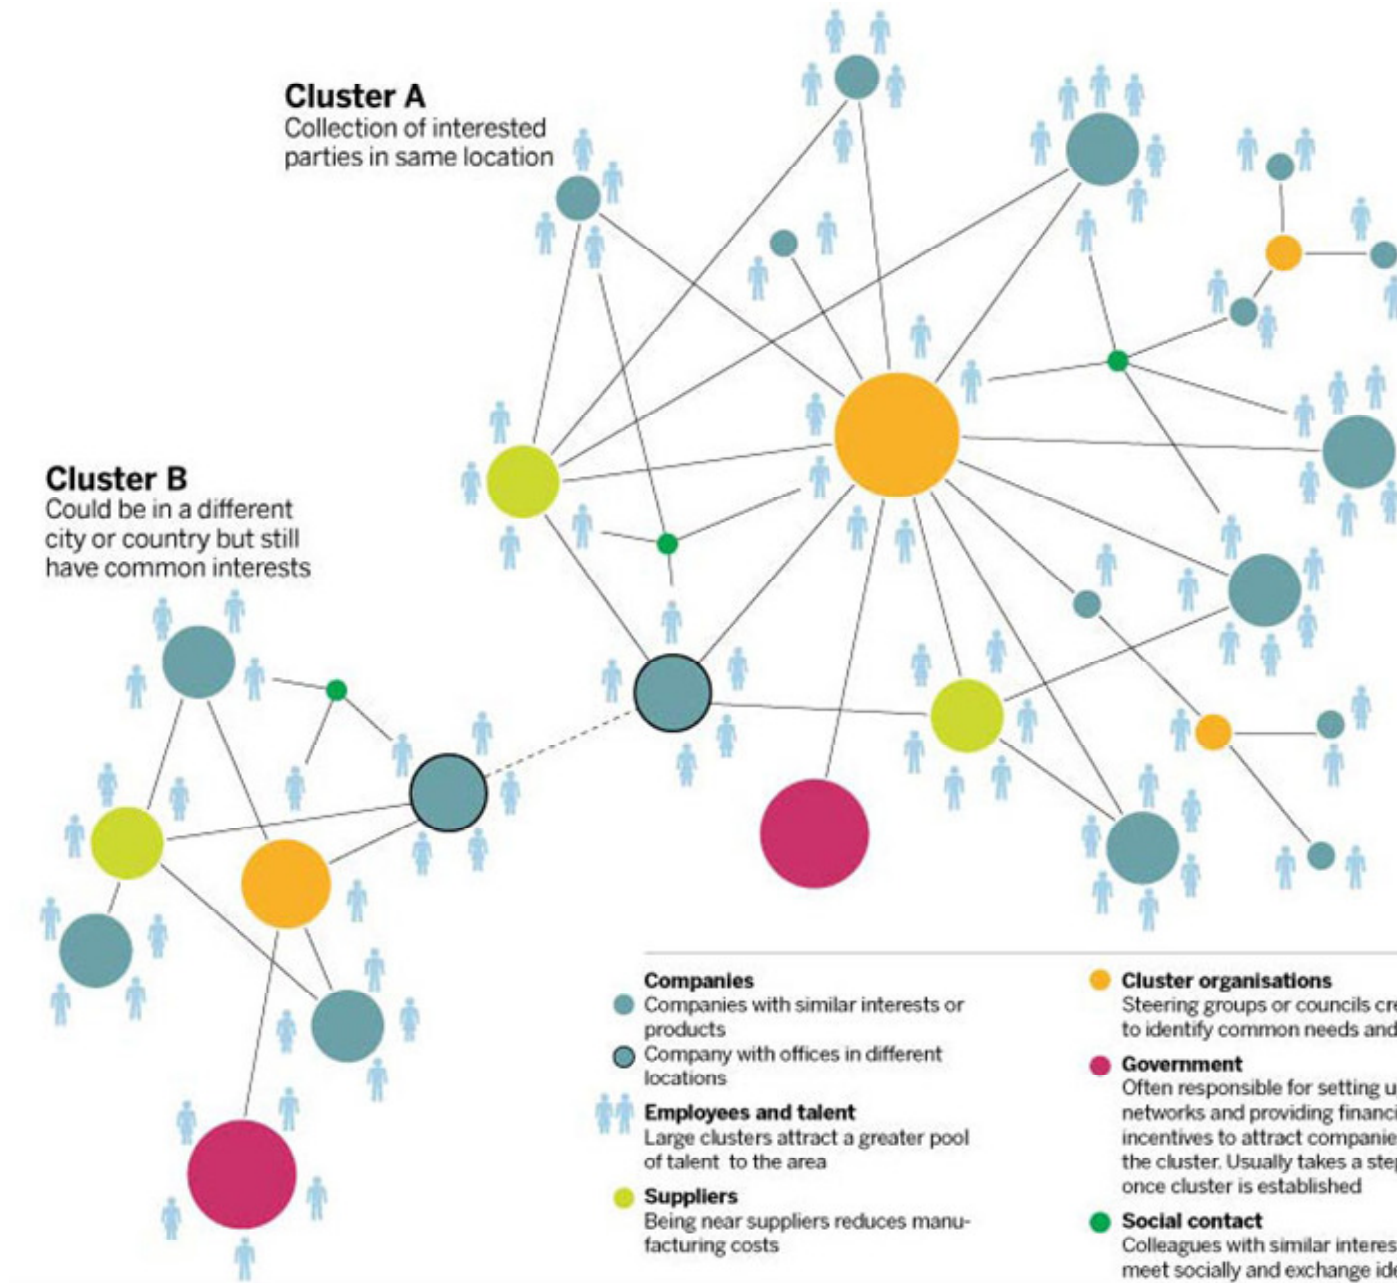 Cluster A
Collection of interested
parties in same location
Cluster B
Could be in a different
city or country but still
have common interests
Companies
Companies with similar interests or
products
Company with offices in different
locations
Employees and talent
Large clusters attract a greater pool
of talent to the area
Suppliers
Being near suppliers reduces manu-
facturing costs
Cluster organisations
Steering groups or councils
to identify common needs and
Government
Often responsible for setting
networks and providing
incentives to attract
the cluster. Usually takes a
once cluster is established
Social contact
Colleagues with similar
meet socially and exchange